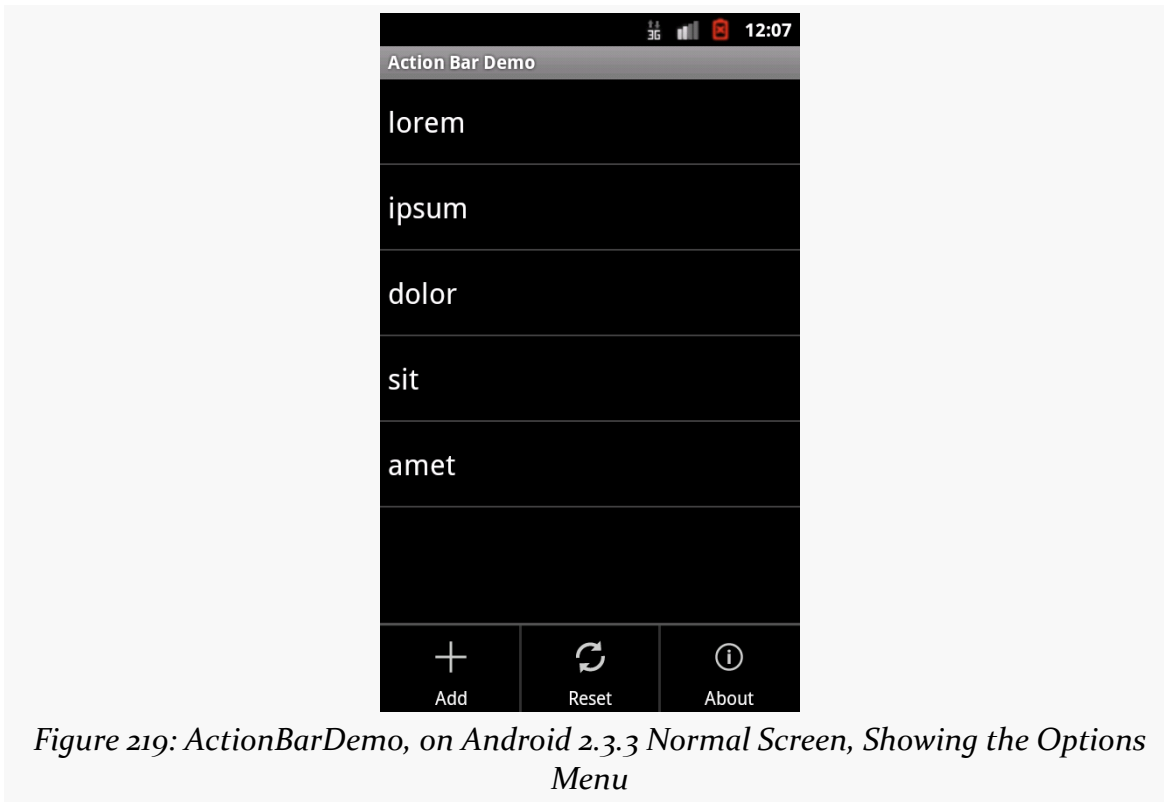 3G 12:07
Action Bar Demo
lorem
ipsum
dolor
sit
amet
Add Reset About
Figure 219: ActionBarDemo, on Android 2.3.3 Normal Screen, Showing the Options
Menu